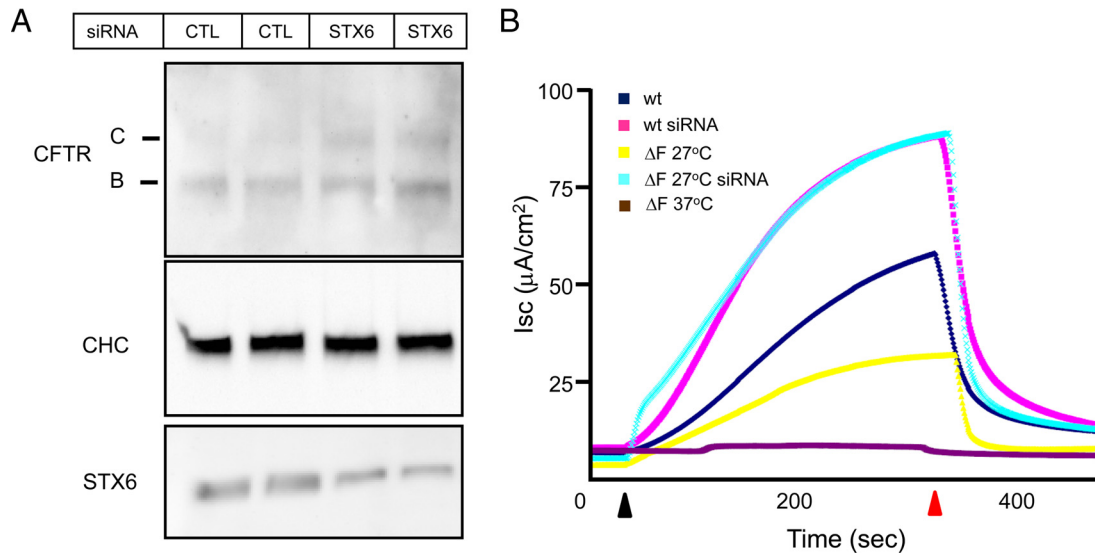 A
siRNA CTL CTL STX6 STX6
CFTR
C
B
CHC
STX6
B
wt
wt siRNA
ΔF 27°C
ΔF 27°C siRNA
ΔF 37°C
Isc (μA/cm²)
100
75
50
25
0 200 400
Time (sec)